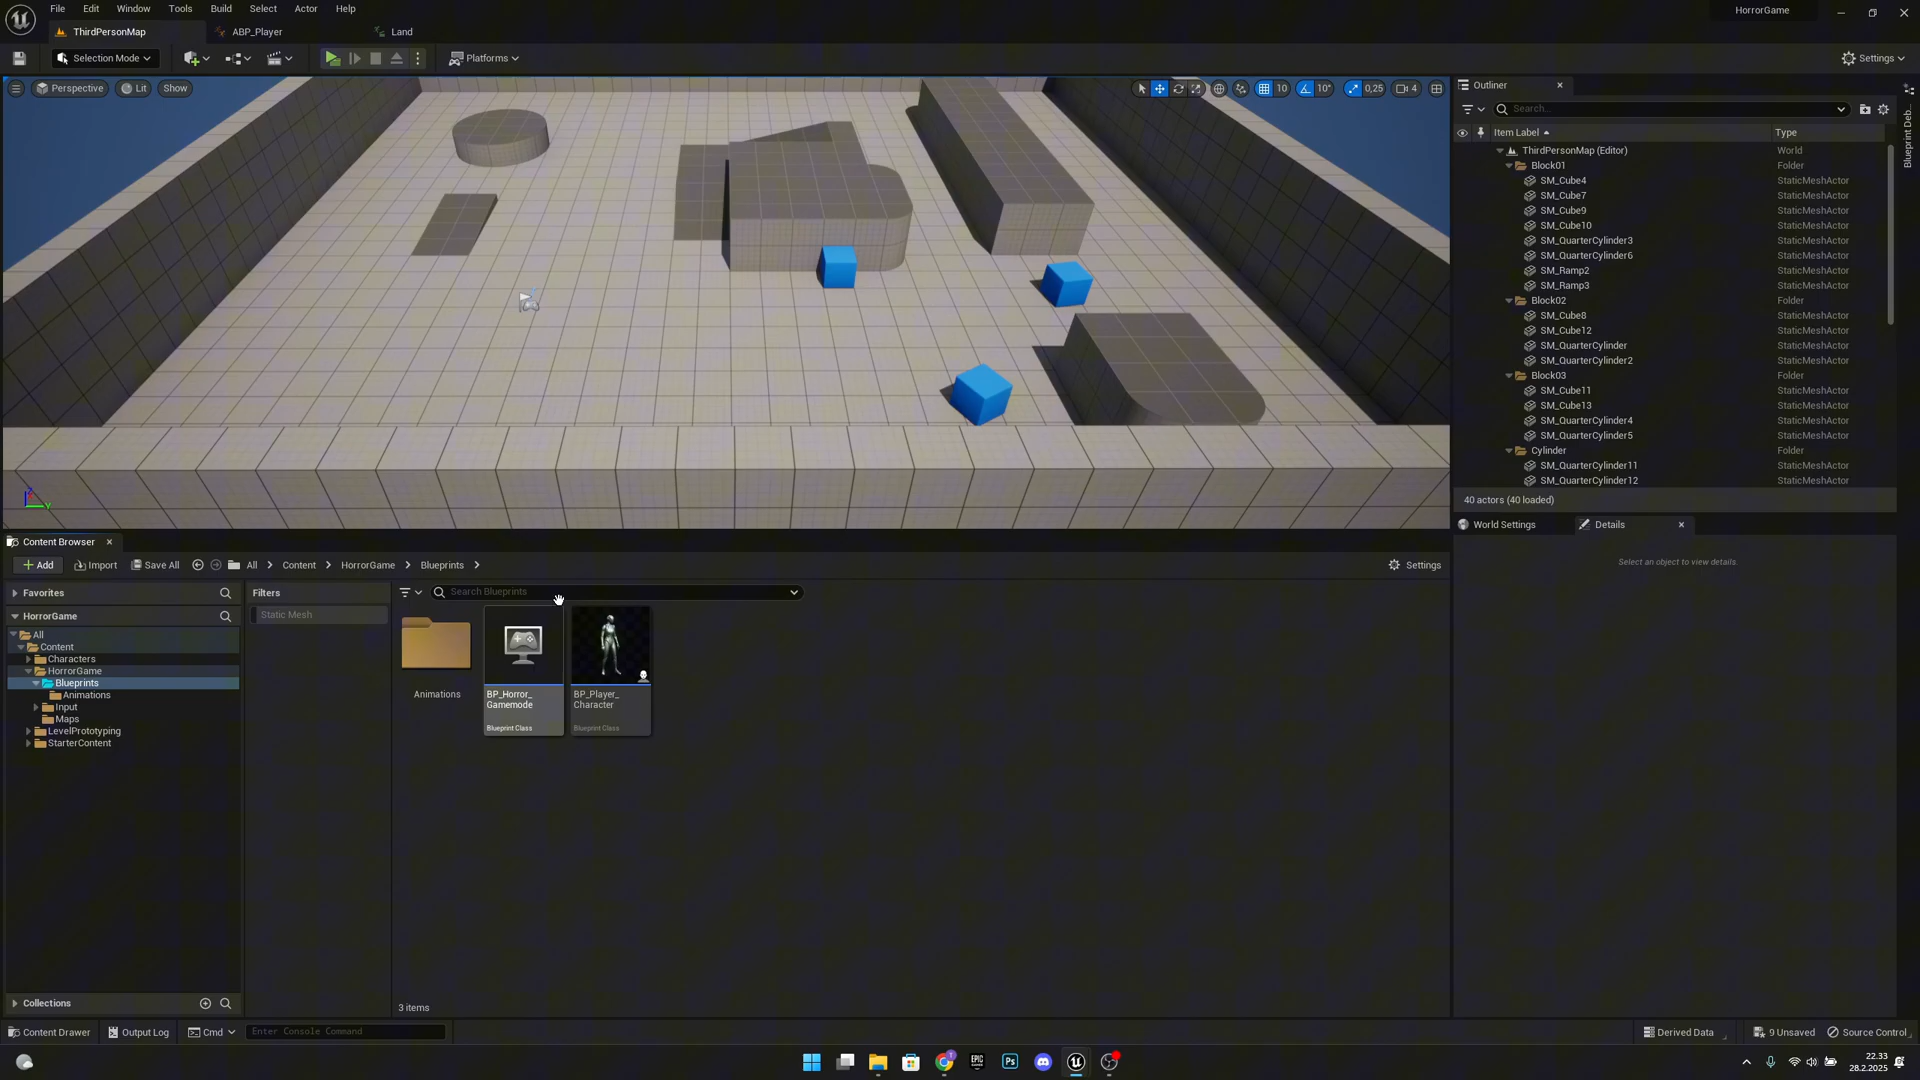 File Edit Window Tools Build Select Actor Help
HorrorGame
ThirdPersonMap ABP_Player Land
Selection Mode Platforms Settings
Perspective Lit Show 10 10° 0,25 4
Outliner
Search...
Item Label Type
ThirdPersonMap (Editor) World
Block01 Folder
SM_Cube4 StaticMeshActor
SM_Cube7 StaticMeshActor
SM_Cube9 StaticMeshActor
SM_Cube10 StaticMeshActor
SM_QuarterCylinder3 StaticMeshActor
SM_QuarterCylinder6 StaticMeshActor
SM_Ramp2 StaticMeshActor
SM_Ramp3 StaticMeshActor
Block02 Folder
SM_Cube8 StaticMeshActor
SM_Cube12 StaticMeshActor
SM_QuarterCylinder StaticMeshActor
SM_QuarterCylinder2 StaticMeshActor
Block03 Folder
SM_Cube11 StaticMeshActor
SM_Cube13 StaticMeshActor
SM_QuarterCylinder4 StaticMeshActor
SM_QuarterCylinder5 StaticMeshActor
Cylinder Folder
SM_QuarterCylinder11 StaticMeshActor
SM_QuarterCylinder12 StaticMeshActor
40 actors (40 loaded)
Blueprint Deb...
World Settings Details
Select an object to view details.
Z Y
Content Browser
Add Import Save All All Content HorrorGame Blueprints Settings
Favorites
HorrorGame
All
Content
Characters
HorrorGame
Blueprints
Animations
Input
Maps
LevelPrototyping
StarterContent
Collections
Filters
Static Mesh
Search Blueprints
Animations
BP_Horror_
Gamemode
Blueprint Class
BP_Player_
Character
Blueprint Class
3 items
Content Drawer Output Log Cmd Enter Console Command Derived Data 9 Unsaved Source Control
EPIC
Ps
22.33
28.2.2025